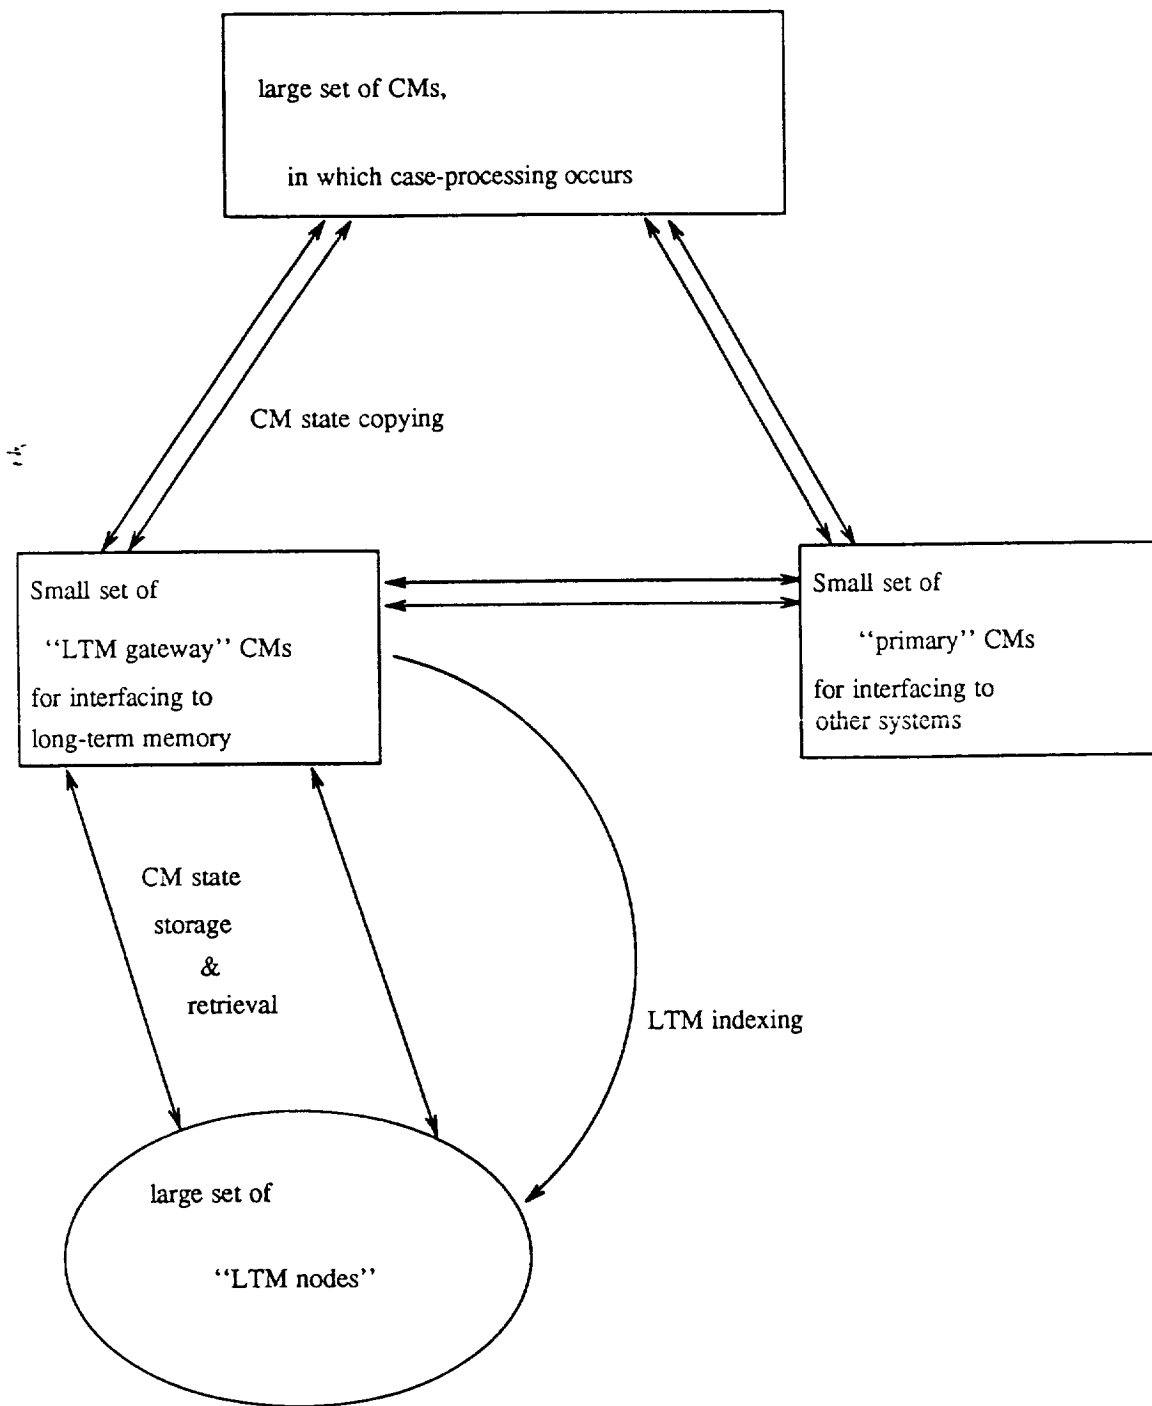 large set of CMs,
in which case-processing occurs
CM state copying
Small set of
“LTM gateway” CMs
for interfacing to
long-term memory
Small set of
“primary” CMs
for interfacing to
other systems
CM state
storage
&
retrieval
LTM indexing
large set of
“LTM nodes”